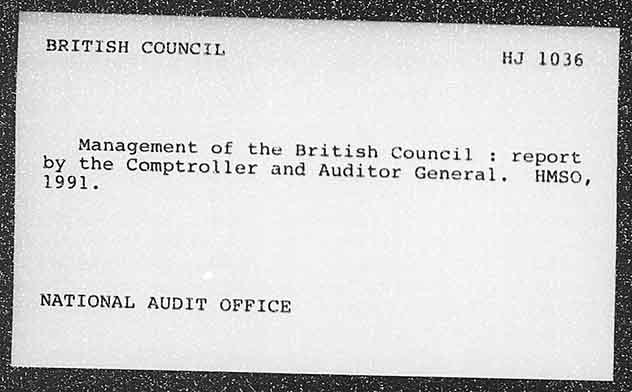 BRITISH COUNCIL
HJ 1036
Management of the British Council : report
by the Comptroller and Auditor General. HMSO,
1991.
NATIONAL AUDIT OFFICE